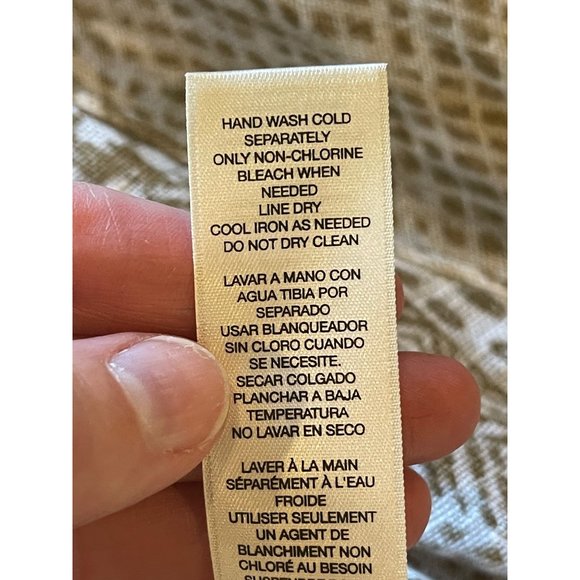 HAND WASH COLD
SEPARATELY
ONLY NON-CHLORINE
BLEACH WHEN
NEEDED
LINE DRY
COOL IRON AS NEEDED
DO NOT DRY CLEAN
LAVAR A MANO CON
AGUA TIBIA POR
SEPARADO
USAR BLANQUEADOR
SIN CLORO CUANDO
SE NECESITE.
SECAR COLGADO
PLANCHAR A BAJA
TEMPERATURA
NO LAVAR EN SECO
LAVER À LA MAIN
SÉPARÉMENT À L'EAU
FROIDE
UTILISER SEULEMENT
UN AGENT DE
BLANCHIMENT NON
CHLORÉ AU BESOIN